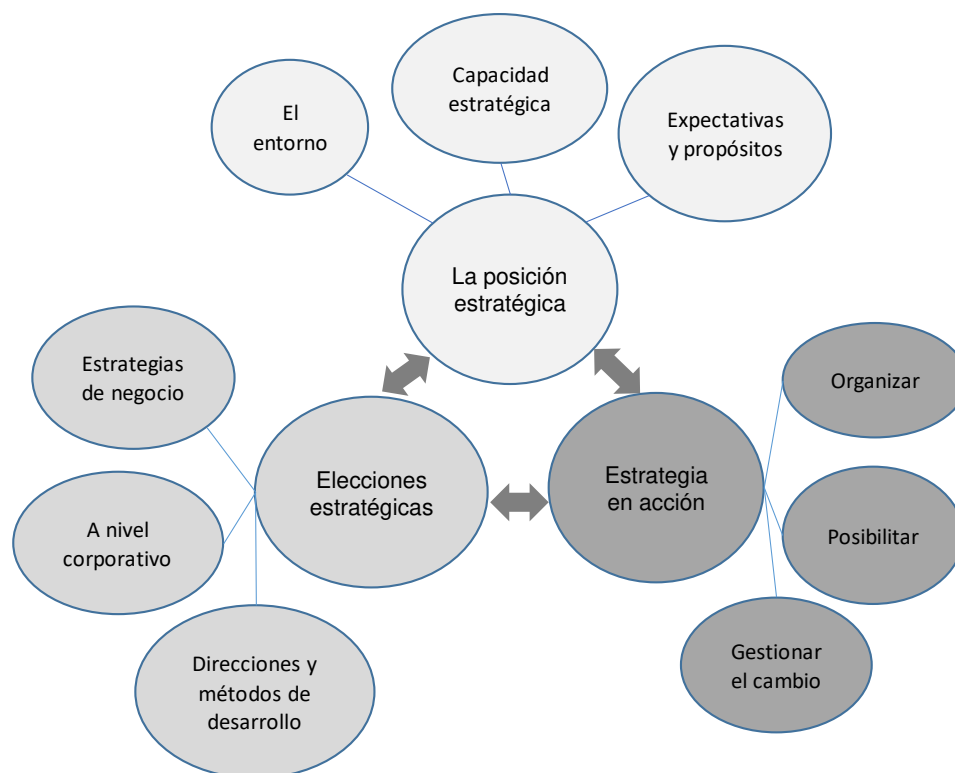 El
entorno
Capacidad
estratégica
Expectativas
y propósitos
La posición
estratégica
Estrategias
de negocio
A nivel
corporativo
Direcciones y
métodos de
desarrollo
Elecciones
estratégicas
Estrategia
en acción
Organizar
Posibilitar
Gestionar
el cambio